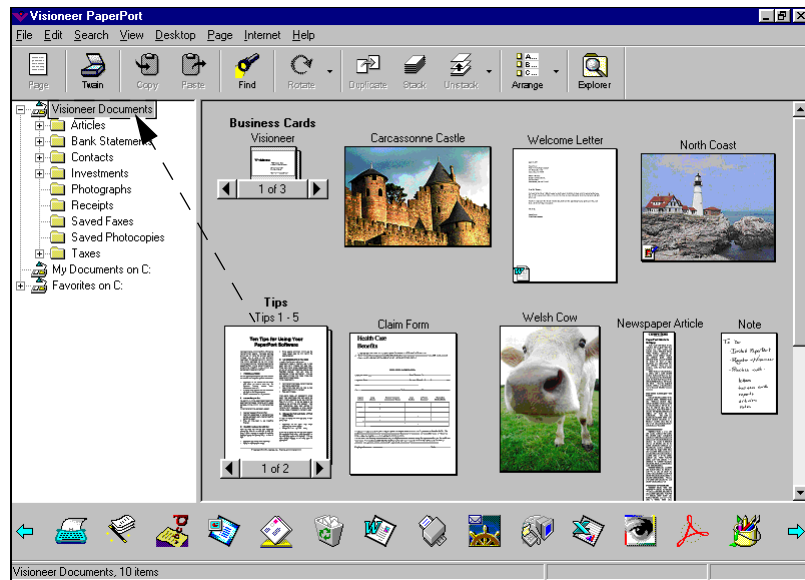 Visioneer PaperPort
File Edit Search View Desktop Page Internet Help
Page Twain Copy Paste Find Rotate Duplicate Stack Unstack Arrange Explorer
A...
B...
C...
Visioneer Documents
Articles
Bank Statements
Contacts
Investments
Photographs
Receipts
Saved Faxes
Saved Photocopies
Taxes
My Documents on C:
Favorites on C:
Business Cards
Visioneer
1 of 3
Carcassonne Castle
Welcome Letter
North Coast
Tips
Tips 1 - 5
Ten Tips for Using Your
PaperPort Software
1 of 2
Claim Form
Health Care
Benefits
Welsh Cow
Newspaper Article
Note
Visioneer Documents, 10 items